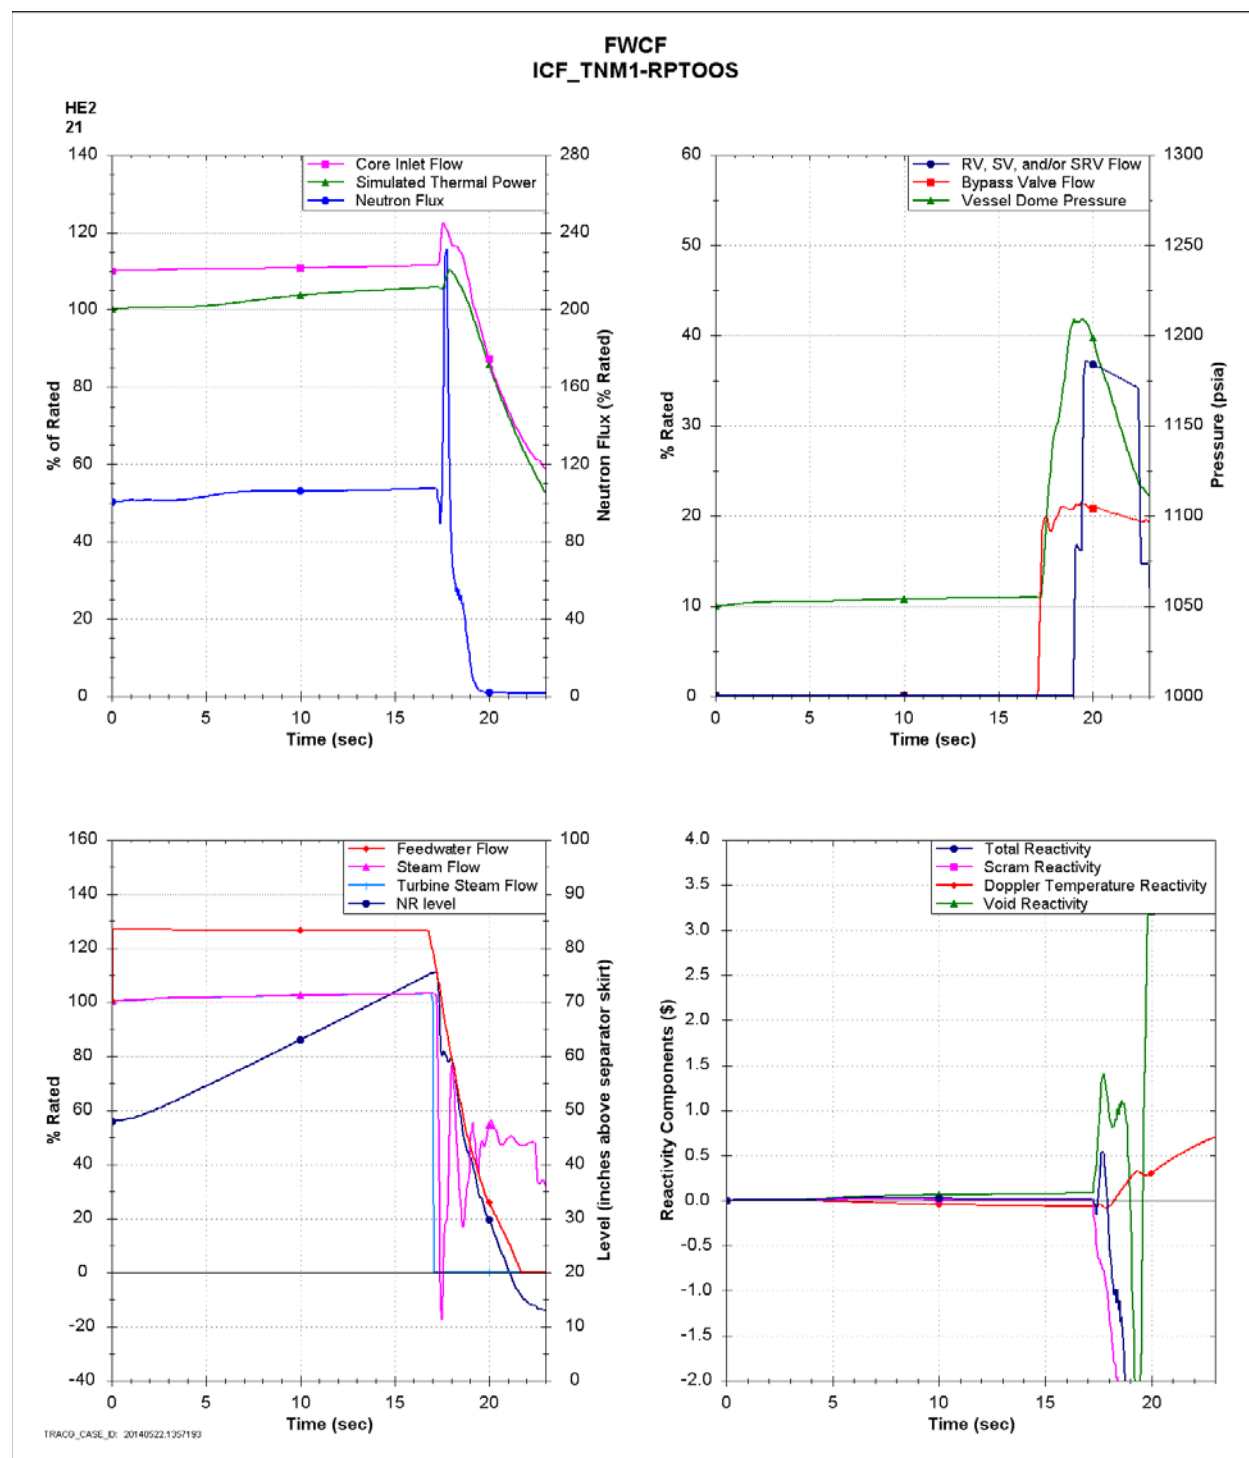 FWCF
ICF_TNM1-RPTOOS
HE2
21
Core Inlet Flow
Simulated Thermal Power
Neutron Flux
140
120
100
80
60
40
20
0
% of Rated
280
240
200
160
120
80
40
0
Neutron Flux (% Rated)
0 5 10 15 20
Time (sec)
RV, SV, and/or SRV Flow
Bypass Valve Flow
Vessel Dome Pressure
60
50
40
30
20
10
0
% Rated
1300
1250
1200
1150
1100
1050
1000
Pressure (psia)
0 5 10 15 20
Time (sec)
Feedwater Flow
Steam Flow
Turbine Steam Flow
NR level
160
140
120
100
80
60
40
20
0
-20
-40
% Rated
100
90
80
70
60
50
40
30
20
10
0
Level (inches above separator skirt)
0 5 10 15 20
Time (sec)
Total Reactivity
Scram Reactivity
Doppler Temperature Reactivity
Void Reactivity
4.0
3.5
3.0
2.5
2.0
1.5
1.0
0.5
0.0
-0.5
-1.0
-1.5
-2.0
Reactivity Components ($)
0 5 10 15 20
Time (sec)
TRACG_CASE_ID: 20140522.1357193